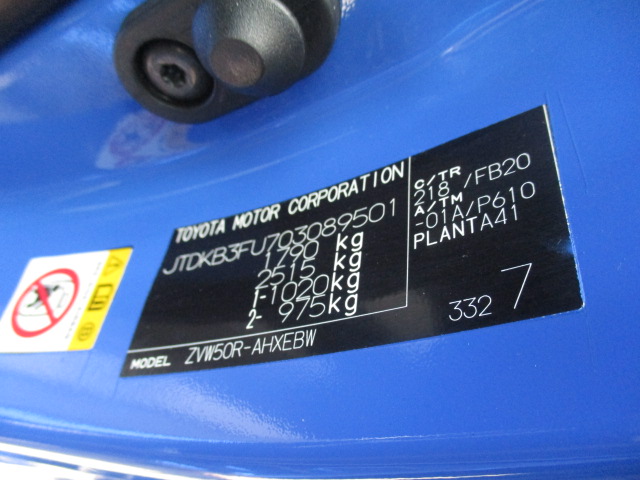 TOYOTA MOTOR CORPORATION
JTDKB3FU703089501
1790 kg
2515 kg
1-1020kg
2- 975kg
MODEL ZVW50R-AHXEBW
C/TR
218 /FB20
A/TM
-01A/P610
PLANTA41
332 7